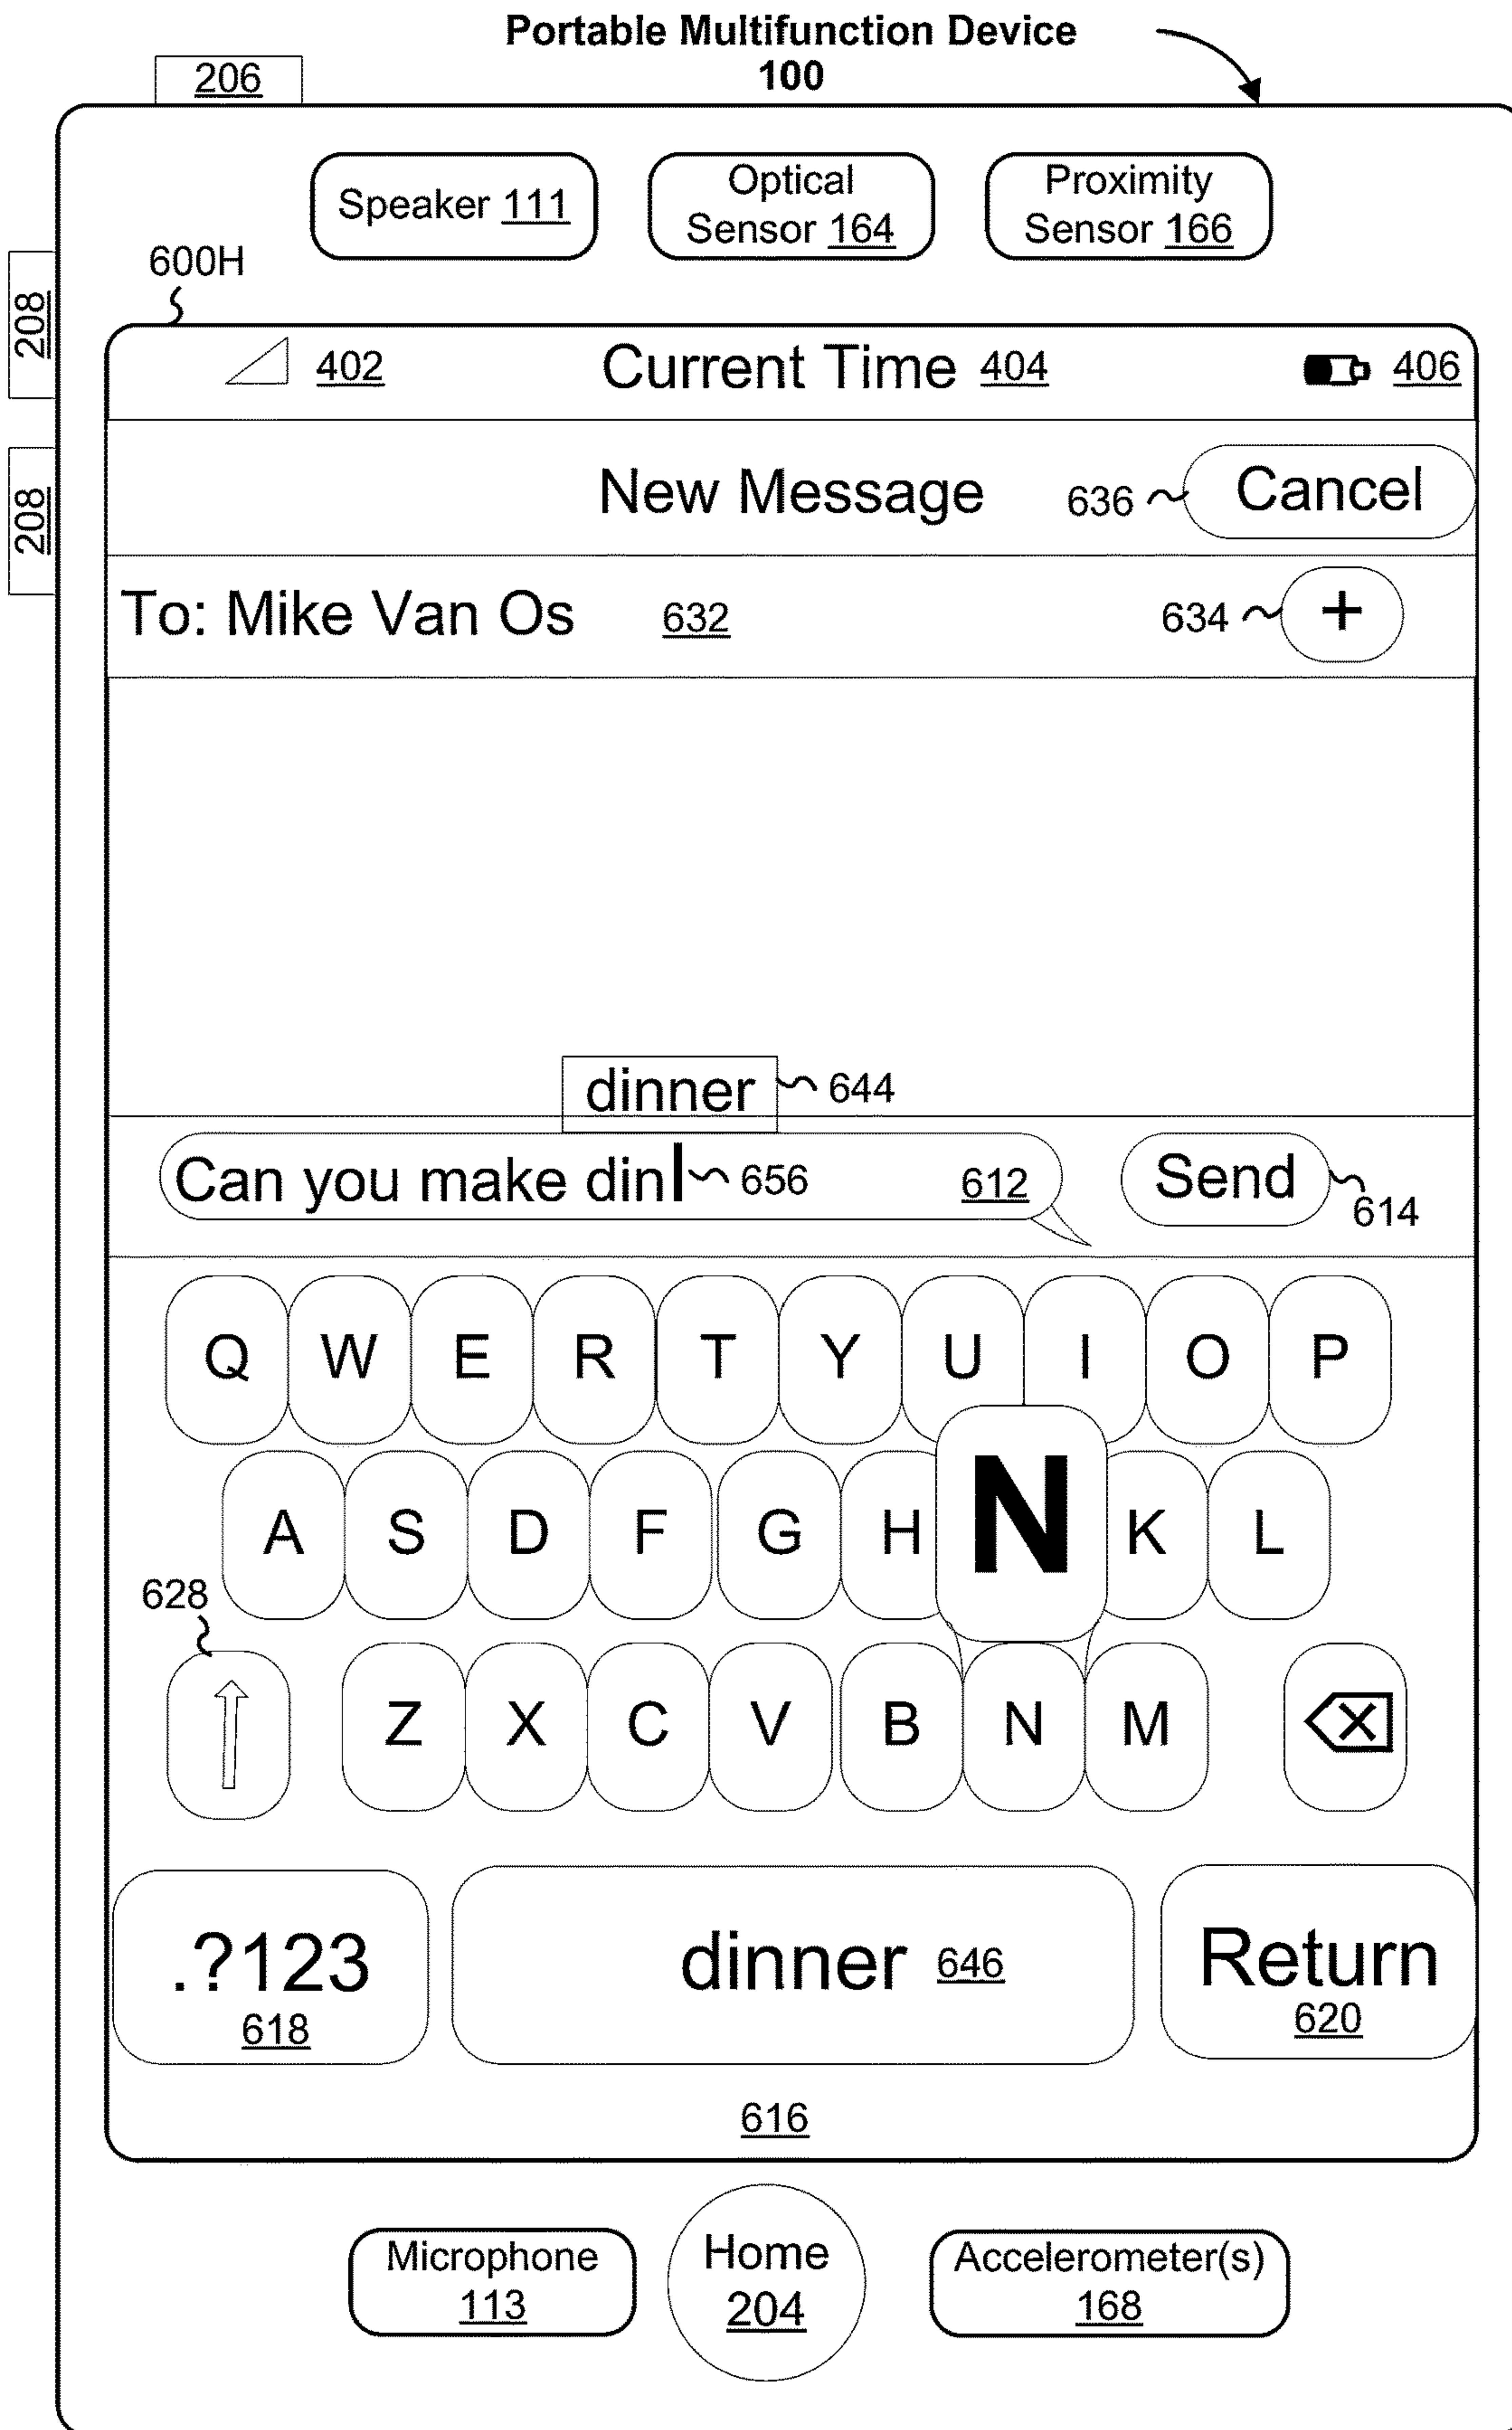 Portable Multifunction Device
100
206
Speaker 111
Optical
Sensor 164
Proximity
Sensor 166
600H
208
402
Current Time 404
406
208
New Message
636
Cancel
To: Mike Van Os
632
634
+
dinner
644
Can you make din
656
612
Send
614
Q W E R T Y U I O P
A S D F G H N K L
628
Z X C V B N M
.?123
618
dinner 646
Return
620
616
Microphone
113
Home
204
Accelerometer(s)
168